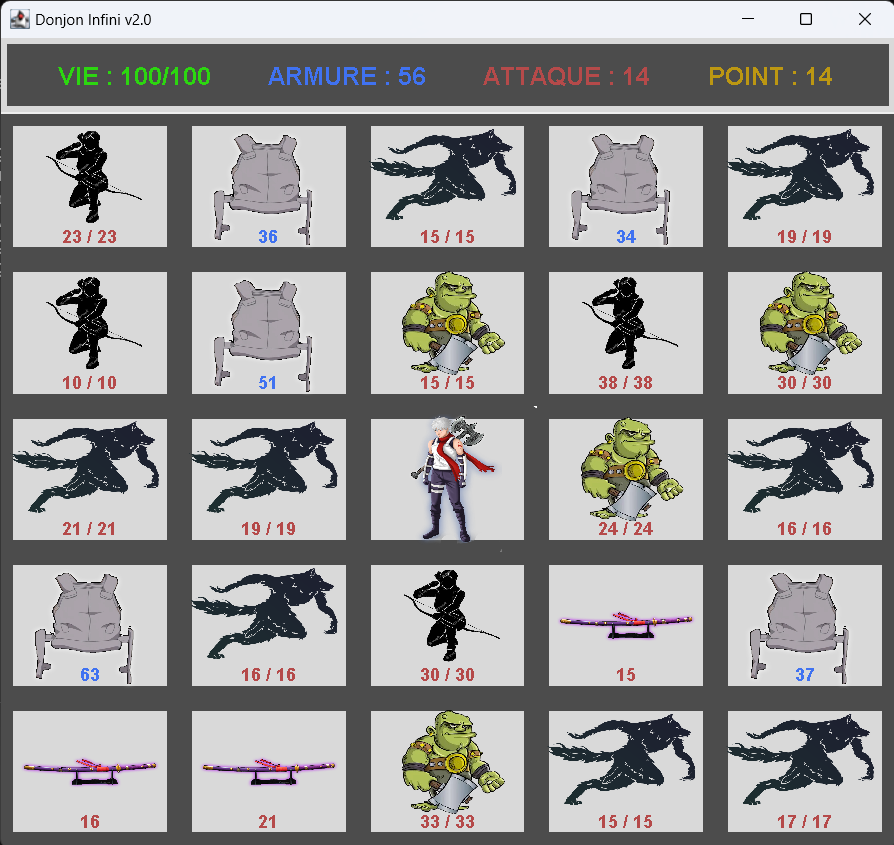 Donjon Infini v2.0
VIE : 100/100 ARMURE : 56 ATTAQUE : 14 POINT : 14
23 / 23 36 15 / 15 34 19 / 19
10 / 10 51 15 / 15 38 / 38 30 / 30
21 / 21 19 / 19 24 / 24 16 / 16
63 16 / 16 30 / 30 15 37
16 21 33 / 33 15 / 15 17 / 17